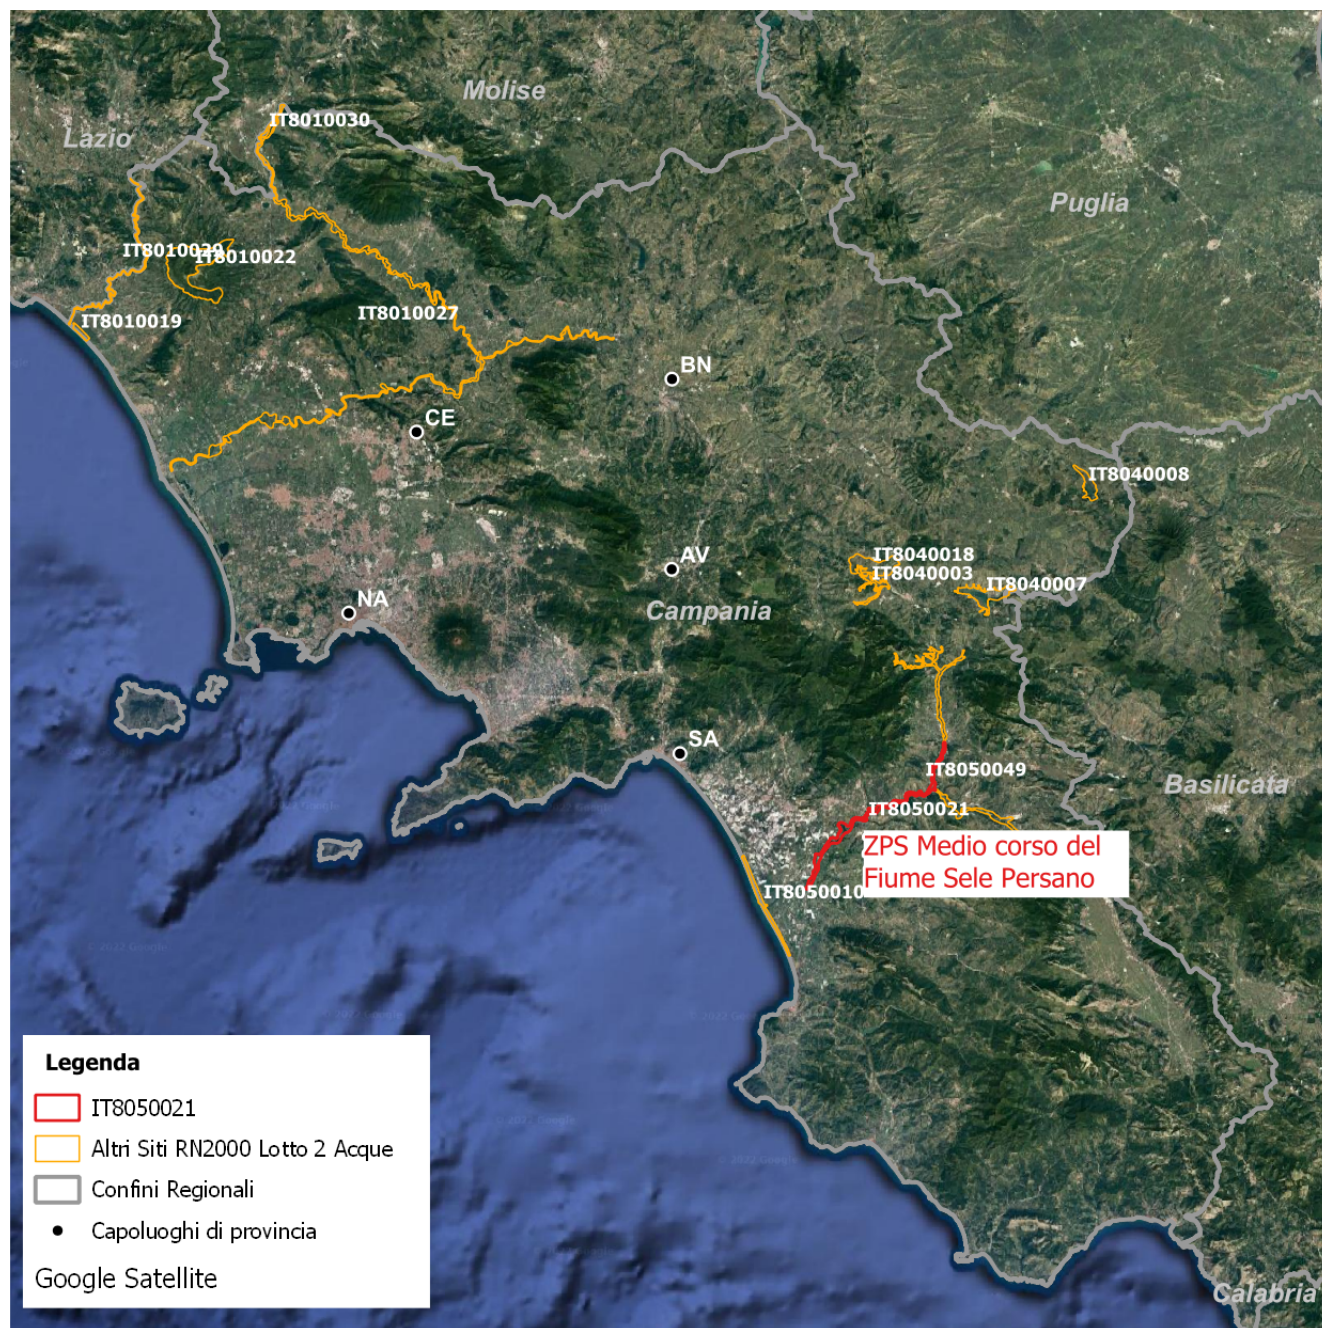 Molise
Lazio
IT8010030
Puglia
IT8010029
IT8010022
IT8010027
IT8010019
BN
CE
IT8040008
AV
IT8040018
IT8040003
IT8040007
NA
Campania
SA
IT8050049
IT8050021
Basilicata
ZPS Medio corso del
Fiume Sele Persano
IT8050010
Legenda
IT8050021
Altri Siti RN2000 Lotto 2 Acque
Confini Regionali
Capoluoghi di provincia
Google Satellite
Calabria